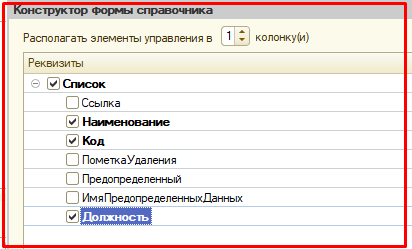 Конструктор формы справочника
Располагать элементы управления в 1 колонку(и)
Реквизиты
Список
Ссылка
Наименование
Код
ПометкаУдаления
Предопределенный
ИмяПредопределенныхДанных
Должность